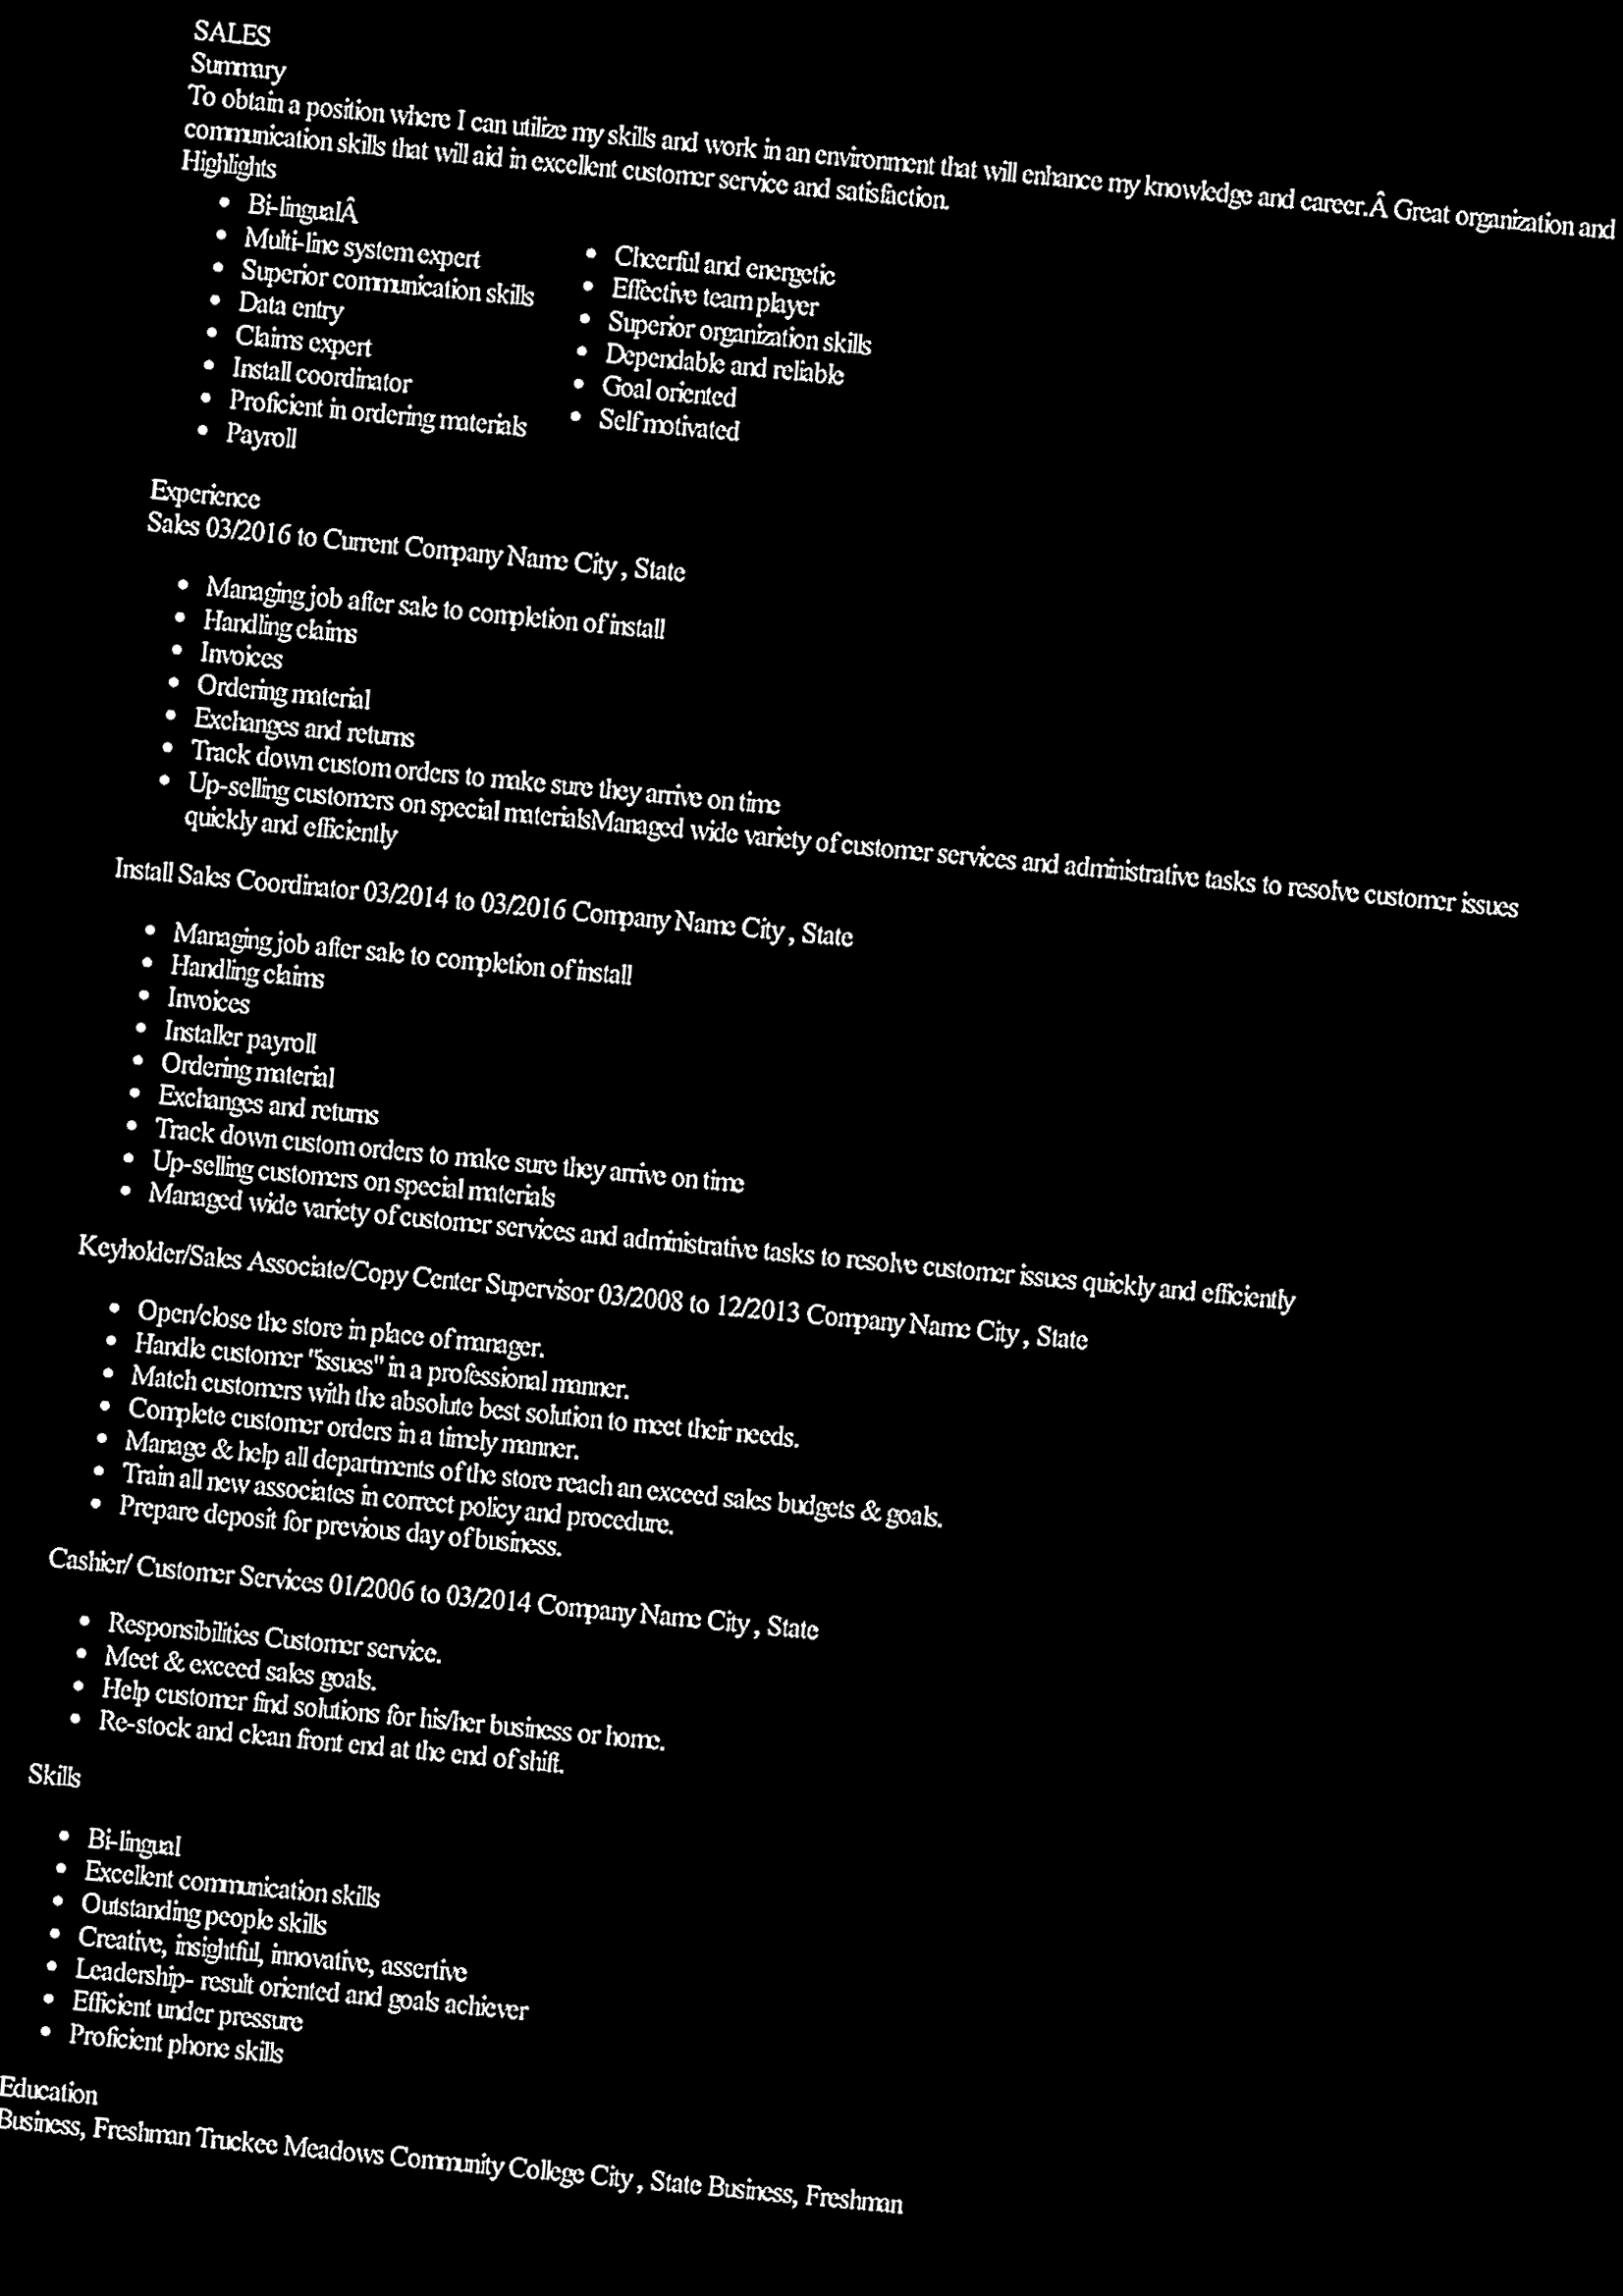 SALES
Summary
To obtain a position where I can utilize my skills and work in an environment that will enhance my knowledge and career.Â Great organization and
communication skills that will aid in excellent customer service and satisfaction.
Highlights
• Bi-lingualÂ
• Multi-line system expert
• Superior communication skills
• Data entry
• Claims expert
• Install coordinator
• Proficient in ordering materials
• Payroll
• Cheerful and energetic
• Effective team player
• Superior organization skills
• Dependable and reliable
• Goal oriented
• Self motivated
Experience
Sales 03/2016 to Current Company Name City , State
• Managing job after sale to completion of install
• Handling claims
• Invoices
• Ordering material
• Exchanges and returns
• Track down custom orders to make sure they arrive on time
• Up-selling customers on special materialsManaged wide variety of customer services and administrative tasks to resolve customer issues
quickly and efficiently
Install Sales Coordinator 03/2014 to 03/2016 Company Name City , State
• Managing job after sale to completion of install
• Handling claims
• Invoices
• Installer payroll
• Ordering material
• Exchanges and returns
• Track down custom orders to make sure they arrive on time
• Up-selling customers on special materials
• Managed wide variety of customer services and administrative tasks to resolve customer issues quickly and efficiently
Keyholder/Sales Associate/Copy Center Supervisor 03/2008 to 12/2013 Company Name City , State
• Open/close the store in place of manager.
• Handle customer "issues" in a professional manner.
• Match customers with the absolute best solution to meet their needs.
• Complete customer orders in a timely manner.
• Manage & help all departments of the store reach an exceed sales budgets & goals.
• Train all new associates in correct policy and procedure.
• Prepare deposit for previous day of business.
Cashier/ Customer Services 01/2006 to 03/2014 Company Name City , State
• Responsibilities Customer service.
• Meet & exceed sales goals.
• Help customer find solutions for his/her business or home.
• Re-stock and clean front end at the end of shift.
Skills
• Bi-lingual
• Excellent communication skills
• Outstanding people skills
• Creative, insightful, innovative, assertive
• Leadership- result oriented and goals achiever
• Efficient under pressure
• Proficient phone skills
Education
Business, Freshman Truckee Meadows Community College City , State Business, Freshman